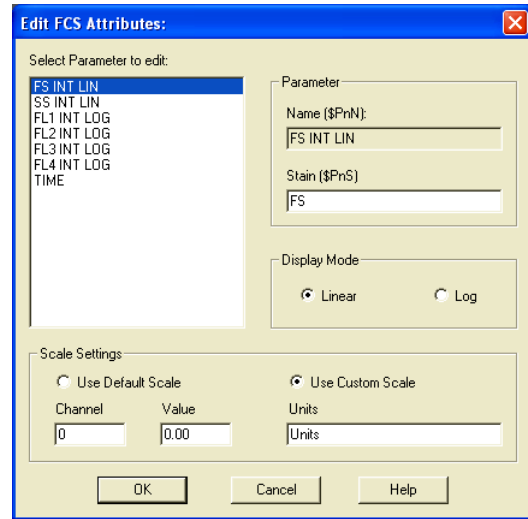 Edit FCS Attributes:
Select Parameter to edit:
FS INT LIN
SS INT LIN
FL1 INT LOG
FL2 INT LOG
FL3 INT LOG
FL4 INT LOG
TIME
Parameter
Name ($PnN):
FS INT LIN
Stain ($PnS)
FS
Display Mode
Linear
Log
Scale Settings
Use Default Scale
Use Custom Scale
Channel
Value
Units
0
0.00
Units
OK
Cancel
Help